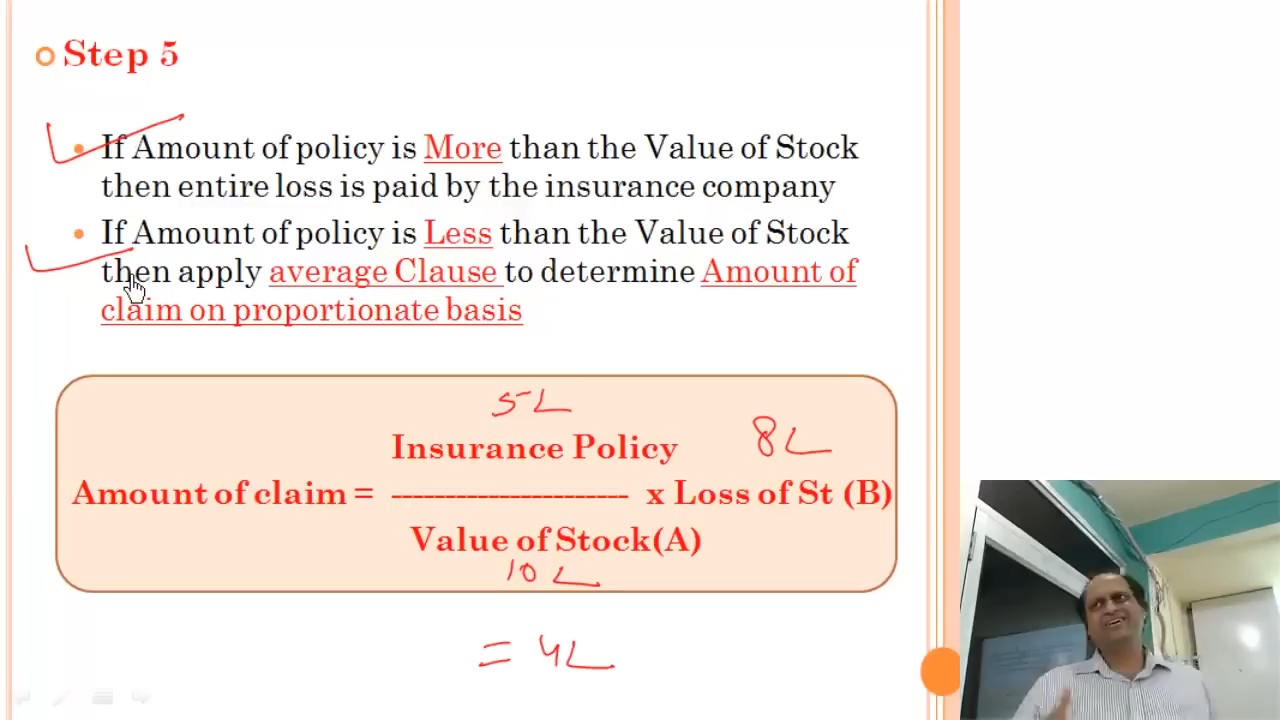 Step 5
If Amount of policy is More than the Value of Stock
then entire loss is paid by the insurance company
If Amount of policy is Less than the Value of Stock
then apply average Clause to determine Amount of
claim on proportionate basis
5L
Insurance Policy 8L
Amount of claim = ---------------------- x Loss of St (B)
Value of Stock(A)
10 L
= 4L